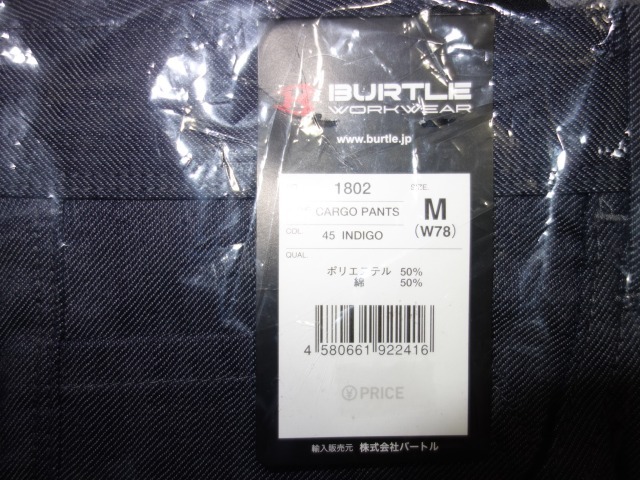 BURTLE
WORKWEAR
www.burtle.jp
1802
SIZE
M
(W78)
CARGO PANTS
COL
45 INDIGO
QUAL
ポリエステル 50%
綿 50%
4 580661 922416
¥ PRICE
輸入販売元 株式会社バートル